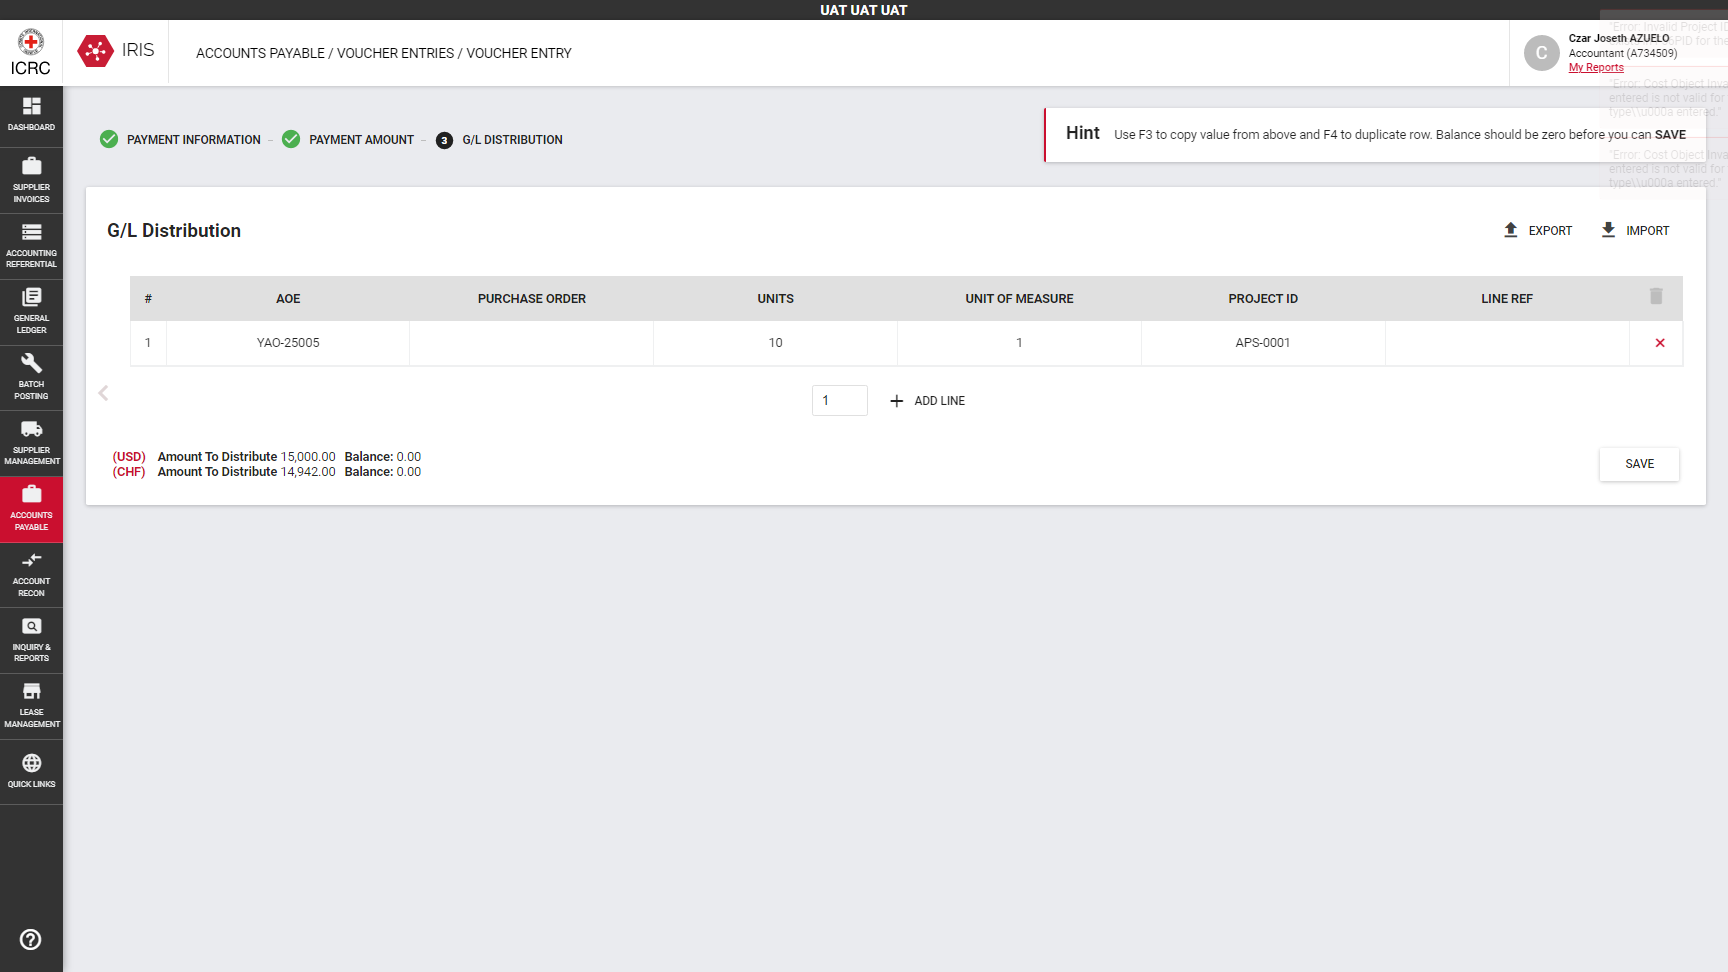 UAT UAT UAT
ICRC
IRIS
ACCOUNTS PAYABLE / VOUCHER ENTRIES / VOUCHER ENTRY
C
Czar Joseth AZUELO
Accountant (A734509)
My Reports
"Error: Invalid Project ID
PID for the
"Error: Cost Object Inva
entered is not valid for
type\\u000a entered."
"Error: Cost Object Inva
entered is not valid for
type\\u000a entered."
DASHBOARD
SUPPLIER
INVOICES
ACCOUNTING
REFERENTIAL
GENERAL
LEDGER
BATCH
POSTING
SUPPLIER
MANAGEMENT
ACCOUNTS
PAYABLE
ACCOUNT
RECON
INQUIRY &
REPORTS
LEASE
MANAGEMENT
QUICK LINKS
PAYMENT INFORMATION
PAYMENT AMOUNT
3 G/L DISTRIBUTION
Hint Use F3 to copy value from above and F4 to duplicate row. Balance should be zero before you can SAVE
G/L Distribution
EXPORT
IMPORT
# AOE PURCHASE ORDER UNITS UNIT OF MEASURE PROJECT ID LINE REF
1 YAO-25005 10 1 APS-0001
1
ADD LINE
(USD) Amount To Distribute 15,000.00 Balance: 0.00
(CHF) Amount To Distribute 14,942.00 Balance: 0.00
SAVE